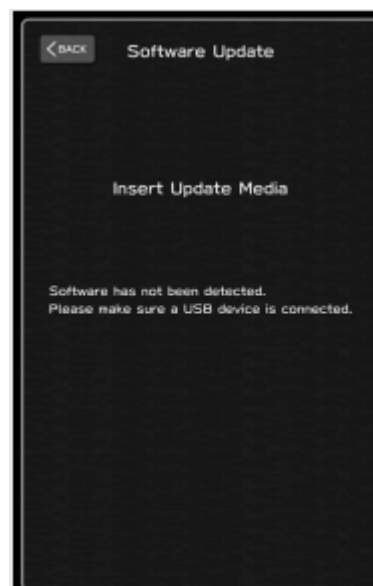 BACK
Software Update
Insert Update Media
Software has not been detected.
Please make sure a USB device is connected.